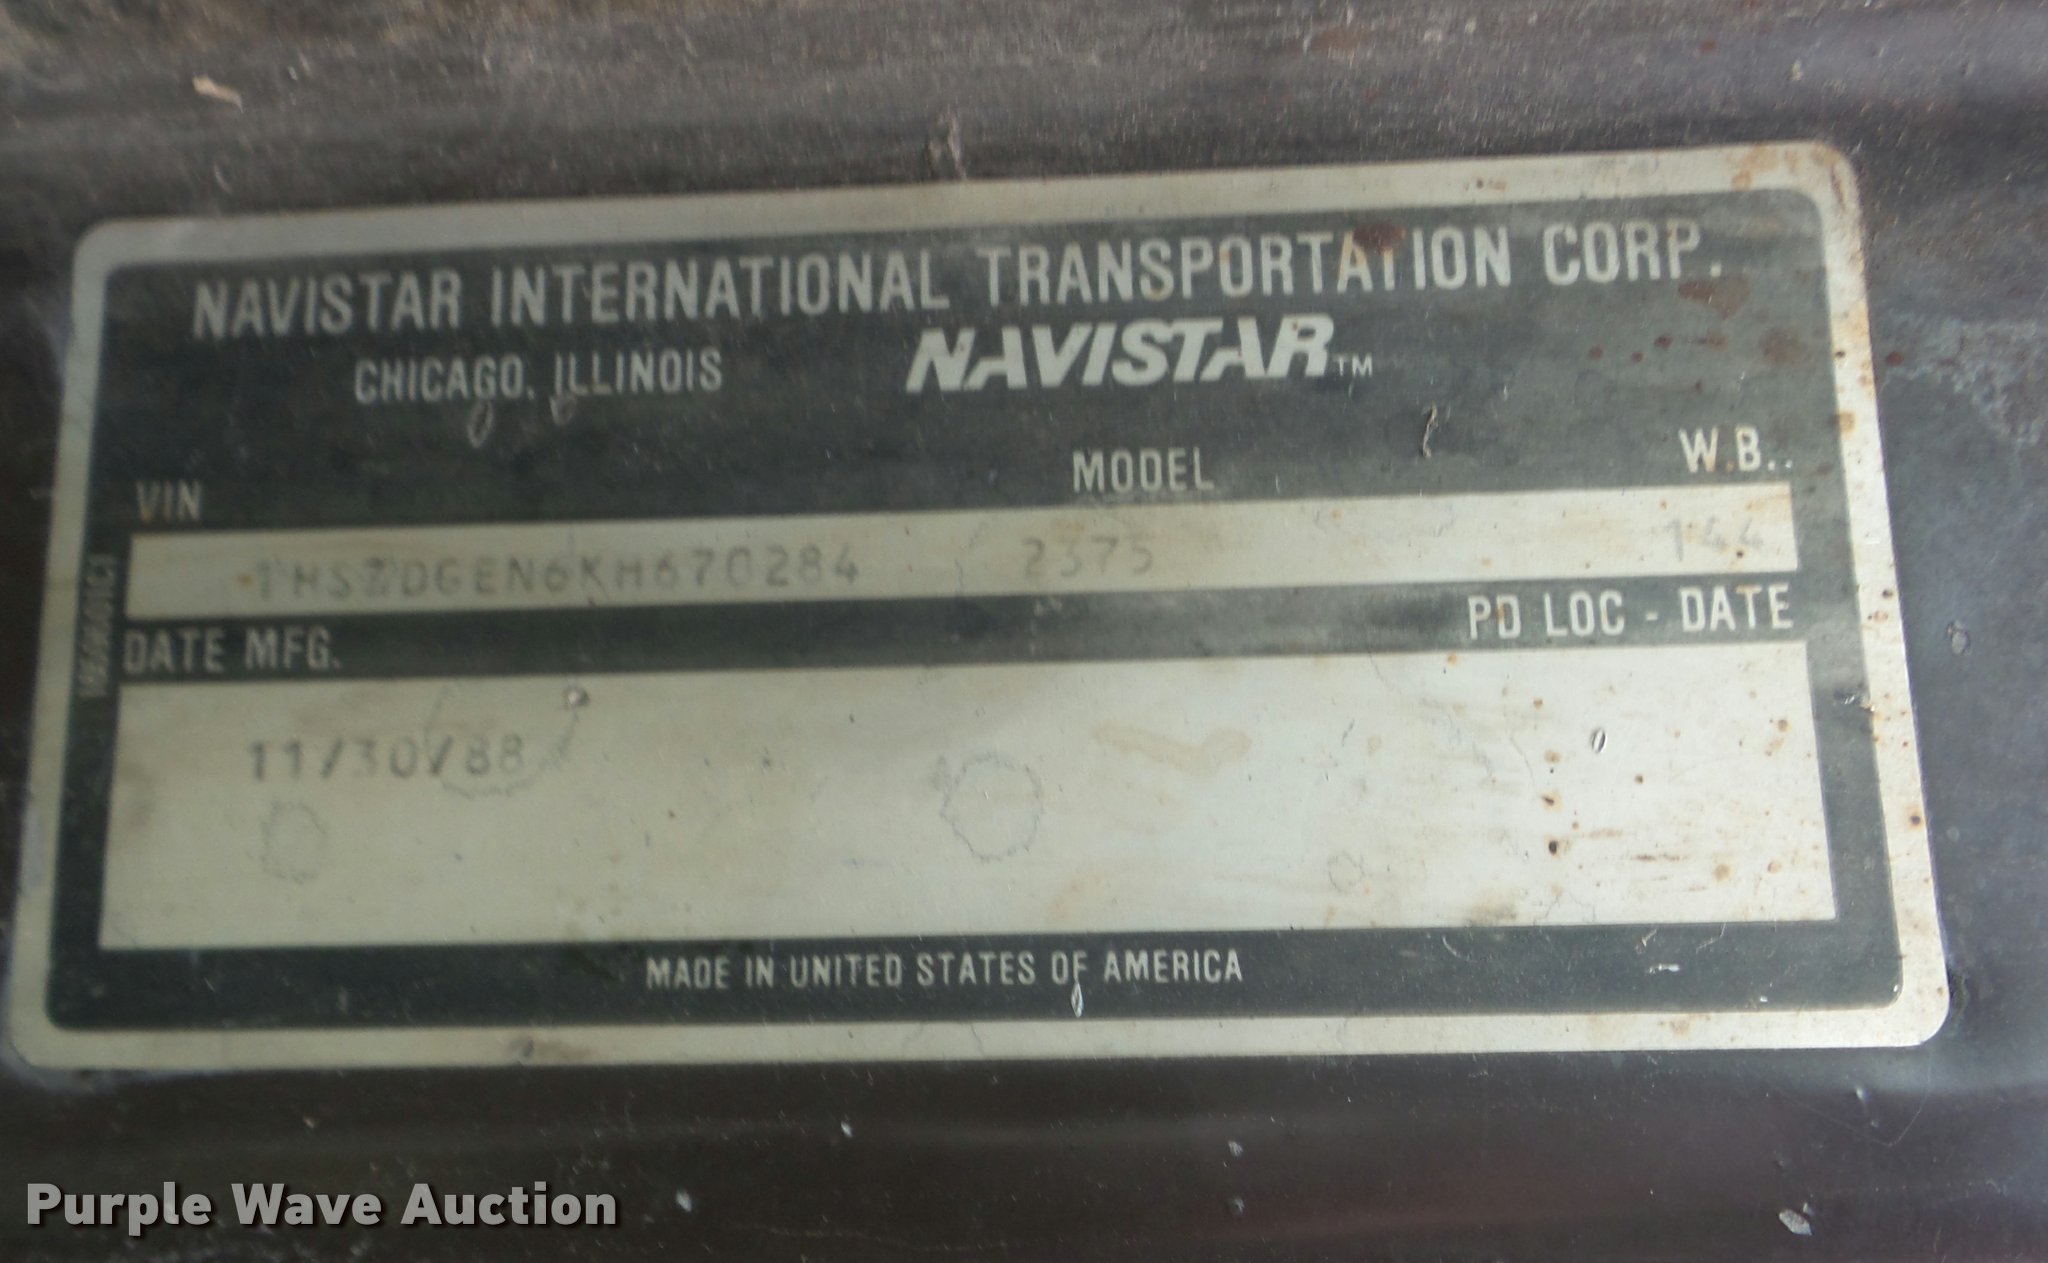 NAVISTAR INTERNATIONAL TRANSPORTATION CORP.
CHICAGO, ILLINOIS NAVISTAR™
VIN MODEL W.B..
1HSZDGEN6KH670284 2375 144
DATE MFG. PD LOC - DATE
11/30/88
MADE IN UNITED STATES OF AMERICA
Purple Wave Auction